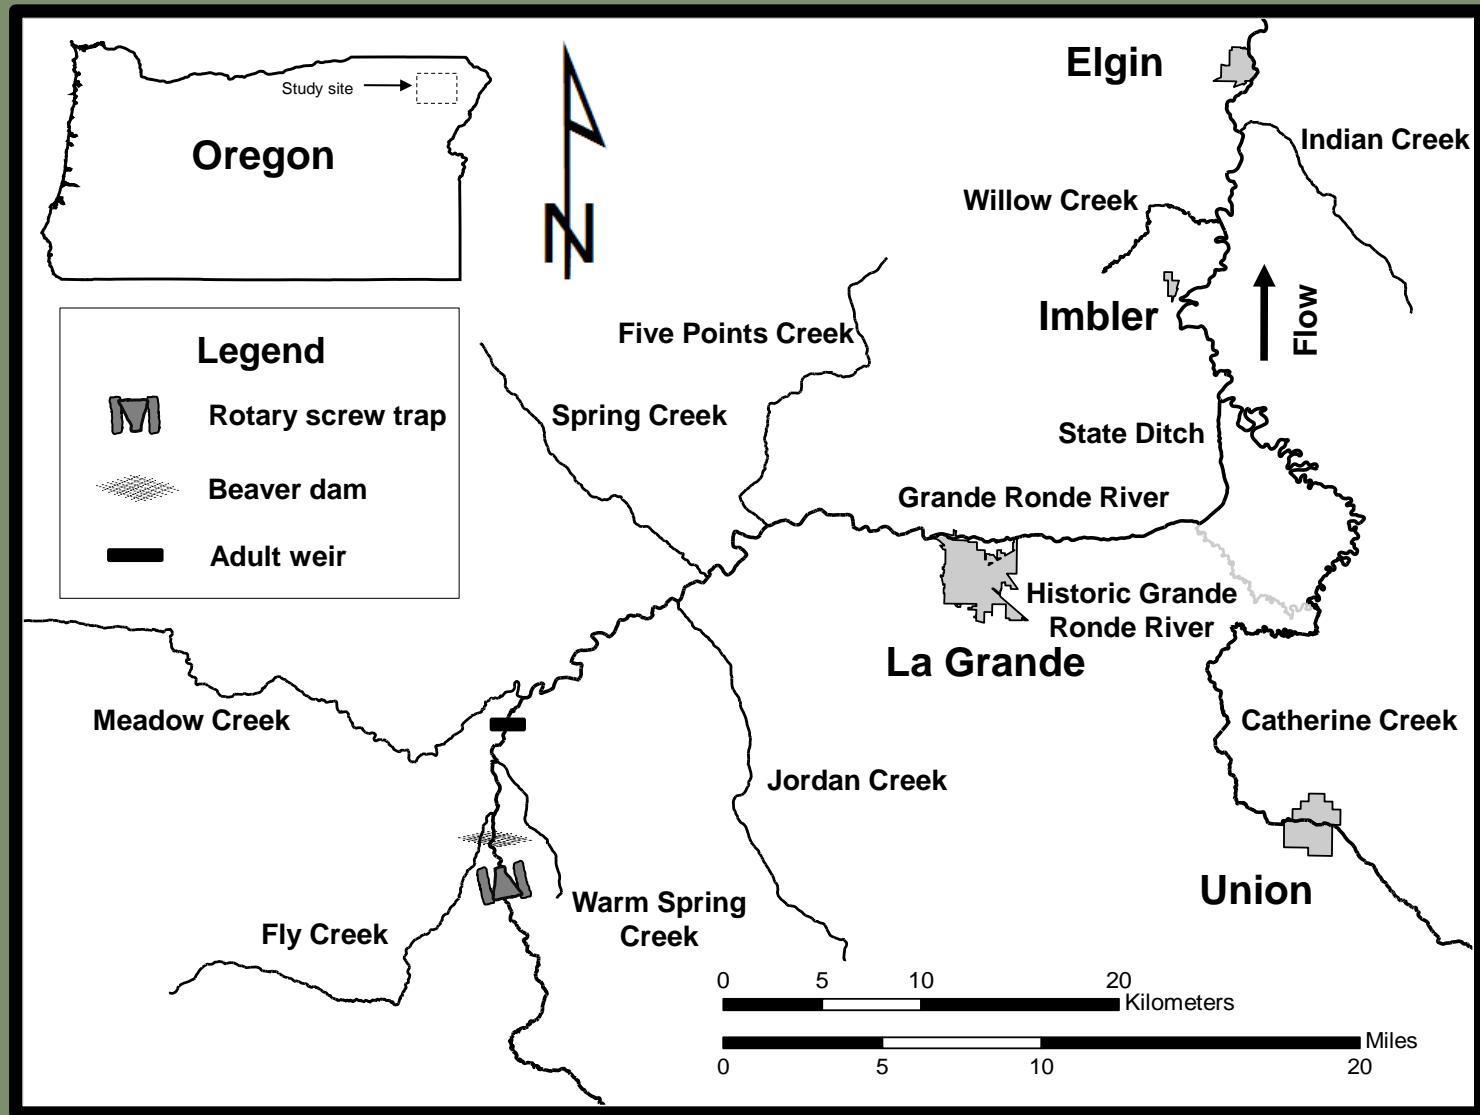 Elgin
Study site
Oregon
Indian Creek
Willow Creek
N
Imbler
Flow
Five Points Creek
Legend
Rotary screw trap
Beaver dam
Adult weir
Spring Creek
State Ditch
Grande Ronde River
Historic Grande
Ronde River
La Grande
Meadow Creek
Catherine Creek
Jordan Creek
Union
Warm Spring
Creek
Fly Creek
0 5 10 20
Kilometers
Miles
0 5 10 20